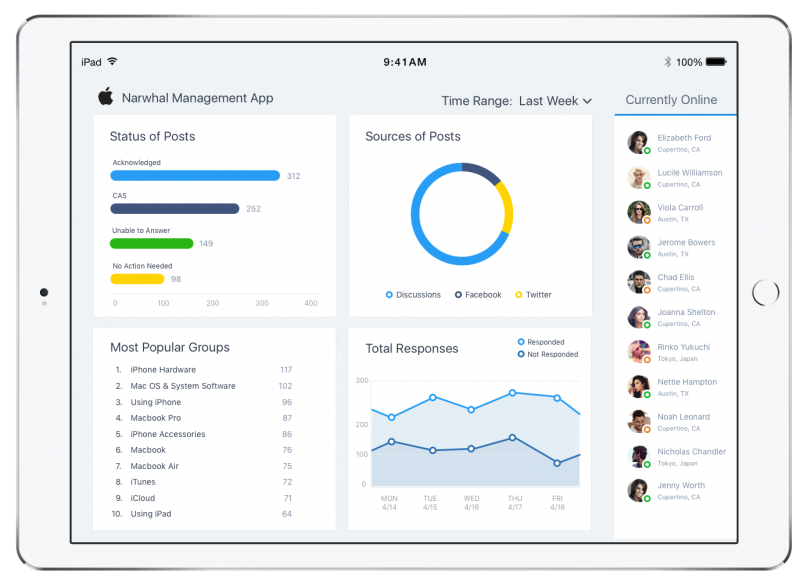 iPad
9:41AM
100%
Narwhal Management App
Time Range: Last Week
Currently Online
Status of Posts
Acknowledged
312
CAS
252
Unable to Answer
149
No Action Needed
98
0 100 200 300 400
Sources of Posts
Discussions Facebook Twitter
Most Popular Groups
1. iPhone Hardware 117
2. Mac OS & System Software 102
3. Using iPhone 96
4. Macbook Pro 87
5. iPhone Accessories 86
6. Macbook 76
7. Macbook Air 75
8. iTunes 72
9. iCloud 71
10. Using iPad 64
Total Responses
Responded
Not Responded
300
200
100
0
MON TUE WED THU FRI
4/14 4/15 4/16 4/17 4/18
Elizabeth Ford
Cupertino, CA
Lucile Williamson
Cupertino, CA
Viola Carroll
Austin, TX
Jerome Bowers
Austin, TX
Chad Ellis
Cupertino, CA
Joanna Shelton
Cupertino, CA
Rinko Yukuchi
Tokyo, Japan
Nettie Hampton
Austin, TX
Noah Leonard
Cupertino, CA
Nicholas Chandler
Tokyo, Japan
Jenny Worth
Cupertino, CA